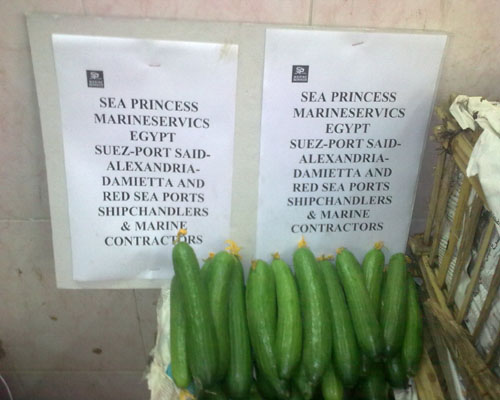 SEA PRINCESS
MARINESERVICS
EGYPT
SUEZ-PORT SAID-
ALEXANDRIA-
DAMIETTA AND
RED SEA PORTS
SHIPCHANDLERS
& MARINE
CONTRACTORS
SEA PRINCESS
MARINESERVICS
EGYPT
SUEZ-PORT SAID-
ALEXANDRIA-
DAMIETTA AND
RED SEA PORTS
SHIPCHANDLERS
& MARINE
CONTRACTORS